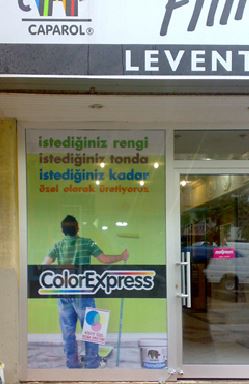 CAPAROL®
LEVENT
istediğiniz rengi
istediğiniz tonda
istediğiniz kadar
özel olarak üretiyoruz
ColorExpress